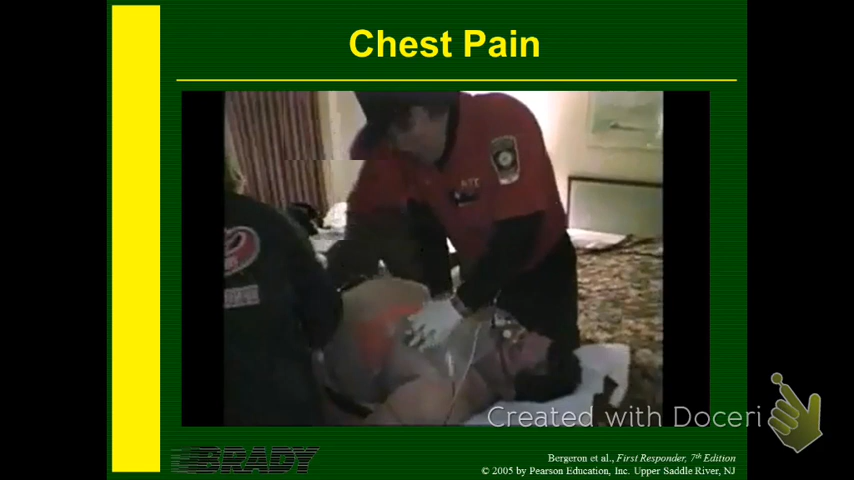 Chest Pain
Created with Doceri
BRADY
Bergeron et al., First Responder, 7th Edition
© 2005 by Pearson Education, Inc. Upper Saddle River, NJ